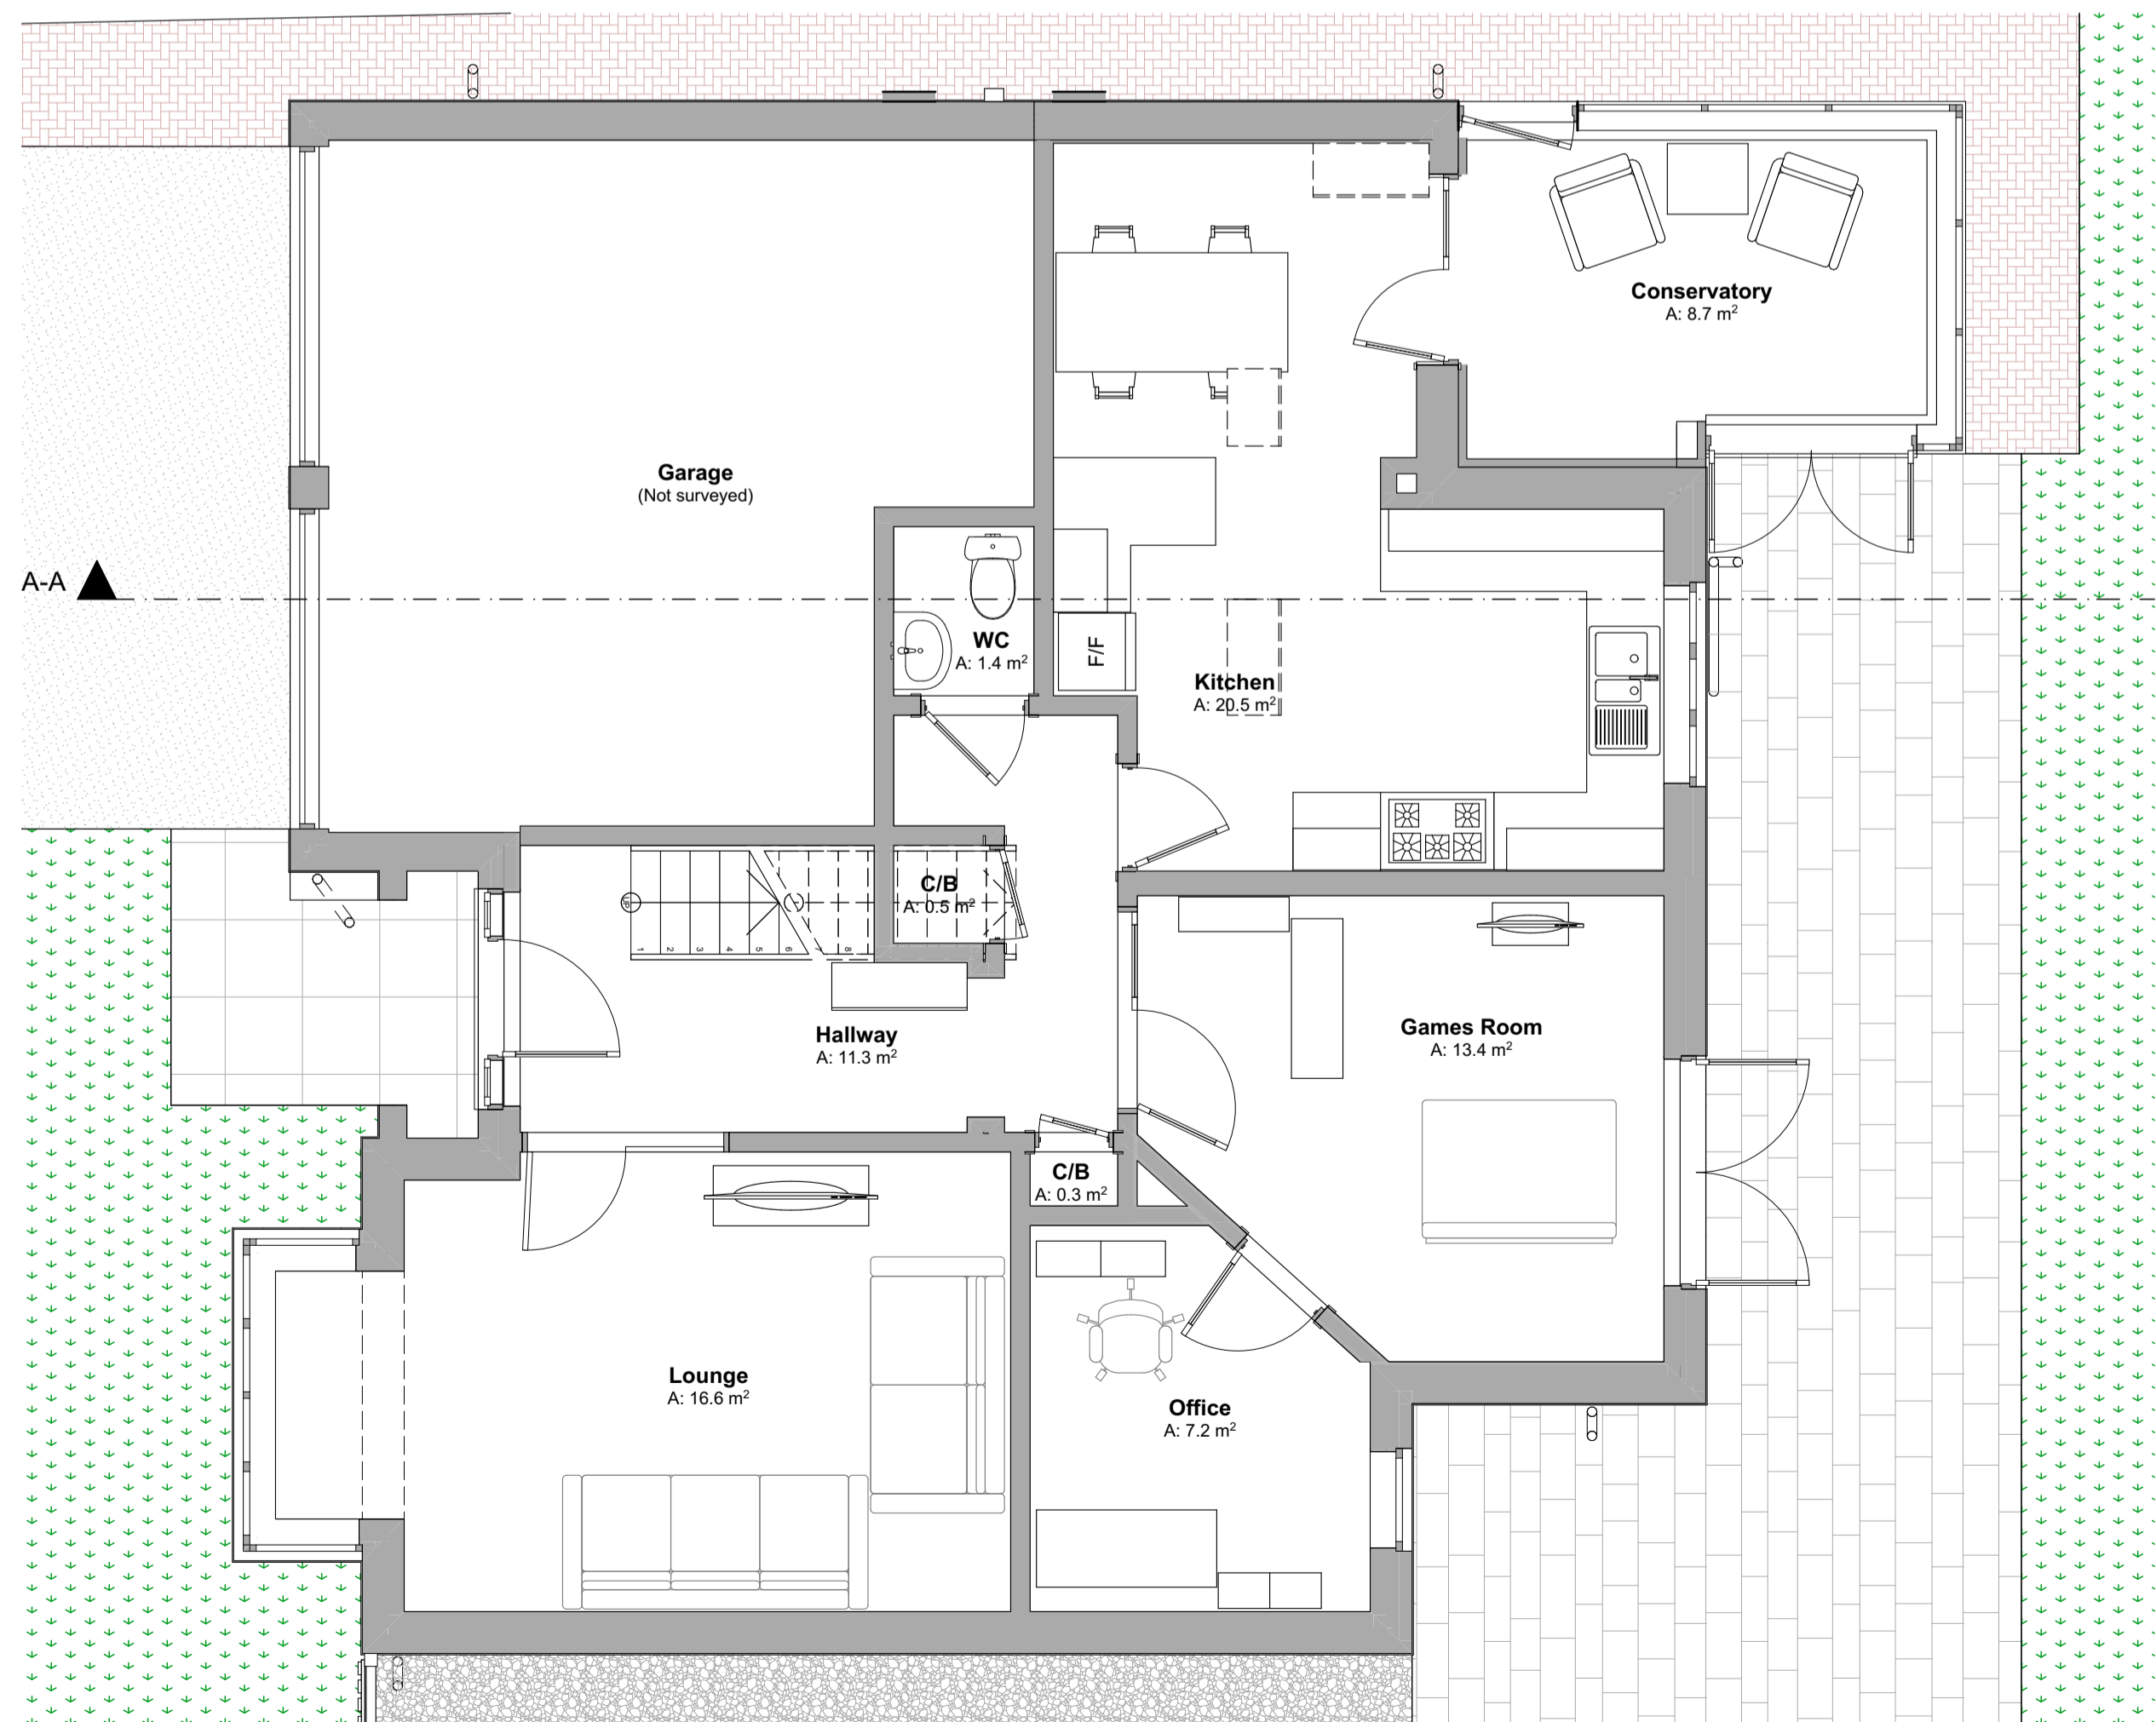 Conservatory
A: 8.7 m²
Garage
(Not surveyed)
A-A
WC
A: 1.4 m²
F/F
Kitchen
A: 20.5 m²
C/B
A: 0.5 m²
UP
1 2 3 4 5 6 7 8
Hallway
A: 11.3 m²
Games Room
A: 13.4 m²
C/B
A: 0.3 m²
Lounge
A: 16.6 m²
Office
A: 7.2 m²